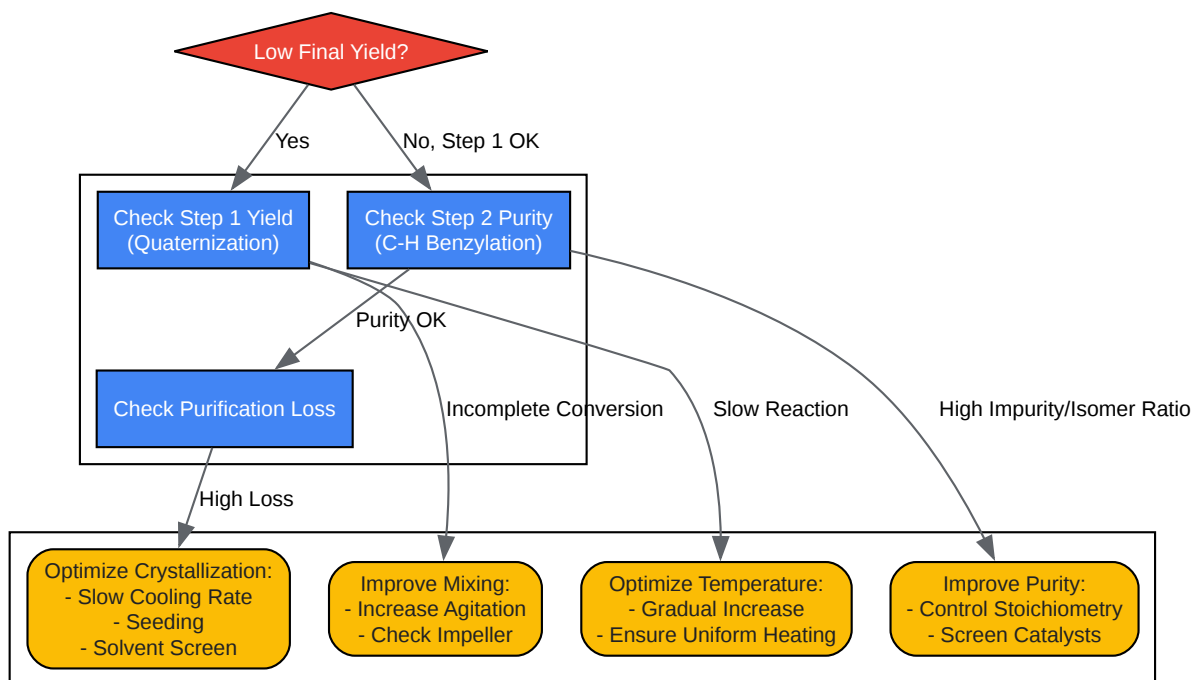 Low Final Yield?
Yes
No, Step 1 OK
Check Step 1 Yield
(Quaternization)
Check Step 2 Purity
(C-H Benzylation)
Purity OK
Check Purification Loss
Incomplete Conversion
Slow Reaction
High Impurity/Isomer Ratio
High Loss
Optimize Crystallization:
- Slow Cooling Rate
- Seeding
- Solvent Screen
Improve Mixing:
- Increase Agitation
- Check Impeller
Optimize Temperature:
- Gradual Increase
- Ensure Uniform Heating
Improve Purity:
- Control Stoichiometry
- Screen Catalysts